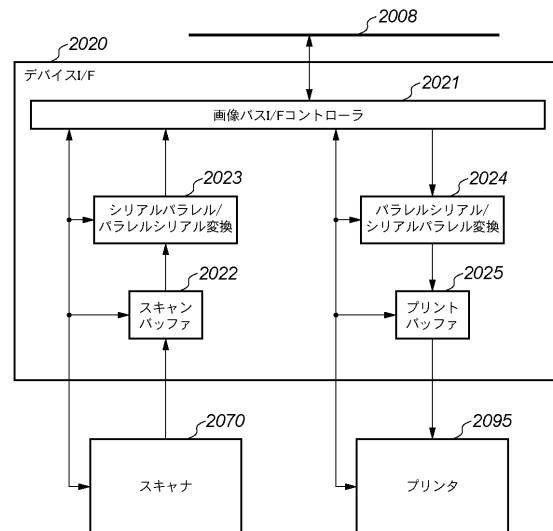 2008
2020
デバイスI/F
2021
画像バスI/Fコントローラ
2023
シリアルパラレル/
パラレルシリアル変換
2024
パラレルシリアル/
シリアルパラレル変換
2022
スキャン
バッファ
2025
プリント
バッファ
2070
スキャナ
2095
プリンタ